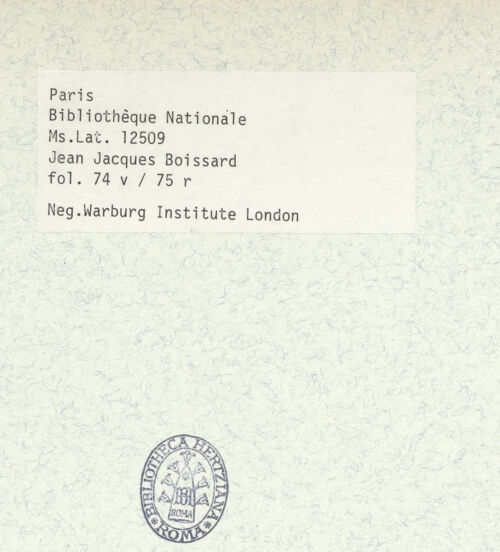 Paris
Bibliothèque Nationale
Ms.Lat. 12509
Jean Jacques Boissard
fol. 74 v / 75 r
Neg.Warburg Institute London
BIBLIOTHECA HERTZIANA
ROMA
*ROMA*